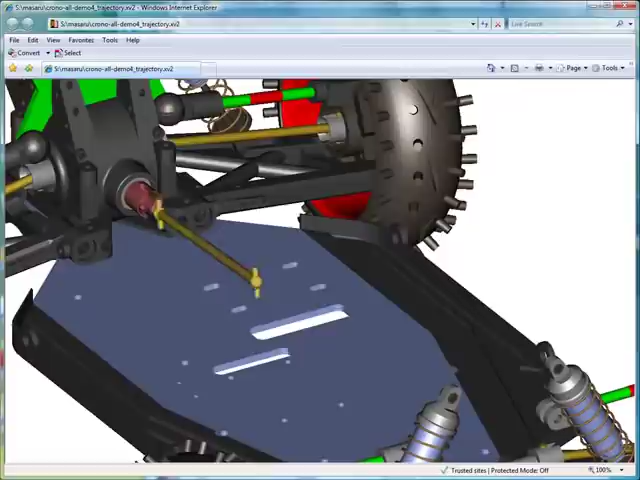 S:\masaru\crono-all-demo4_trajectory.xv2 - Windows Internet Explorer
S:\masaru\crono-all-demo4_trajectory.xv2
Live Search
File Edit View Favorites Tools Help
Convert Select
S:\masaru\crono-all-demo4_trajectory.xv2
Page Tools
Trusted sites | Protected Mode: Off 100%